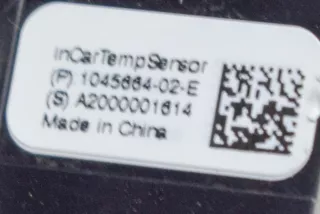 InCarTempSensor
(P) 1045664-02-E
(S) A2000001614
Made in China